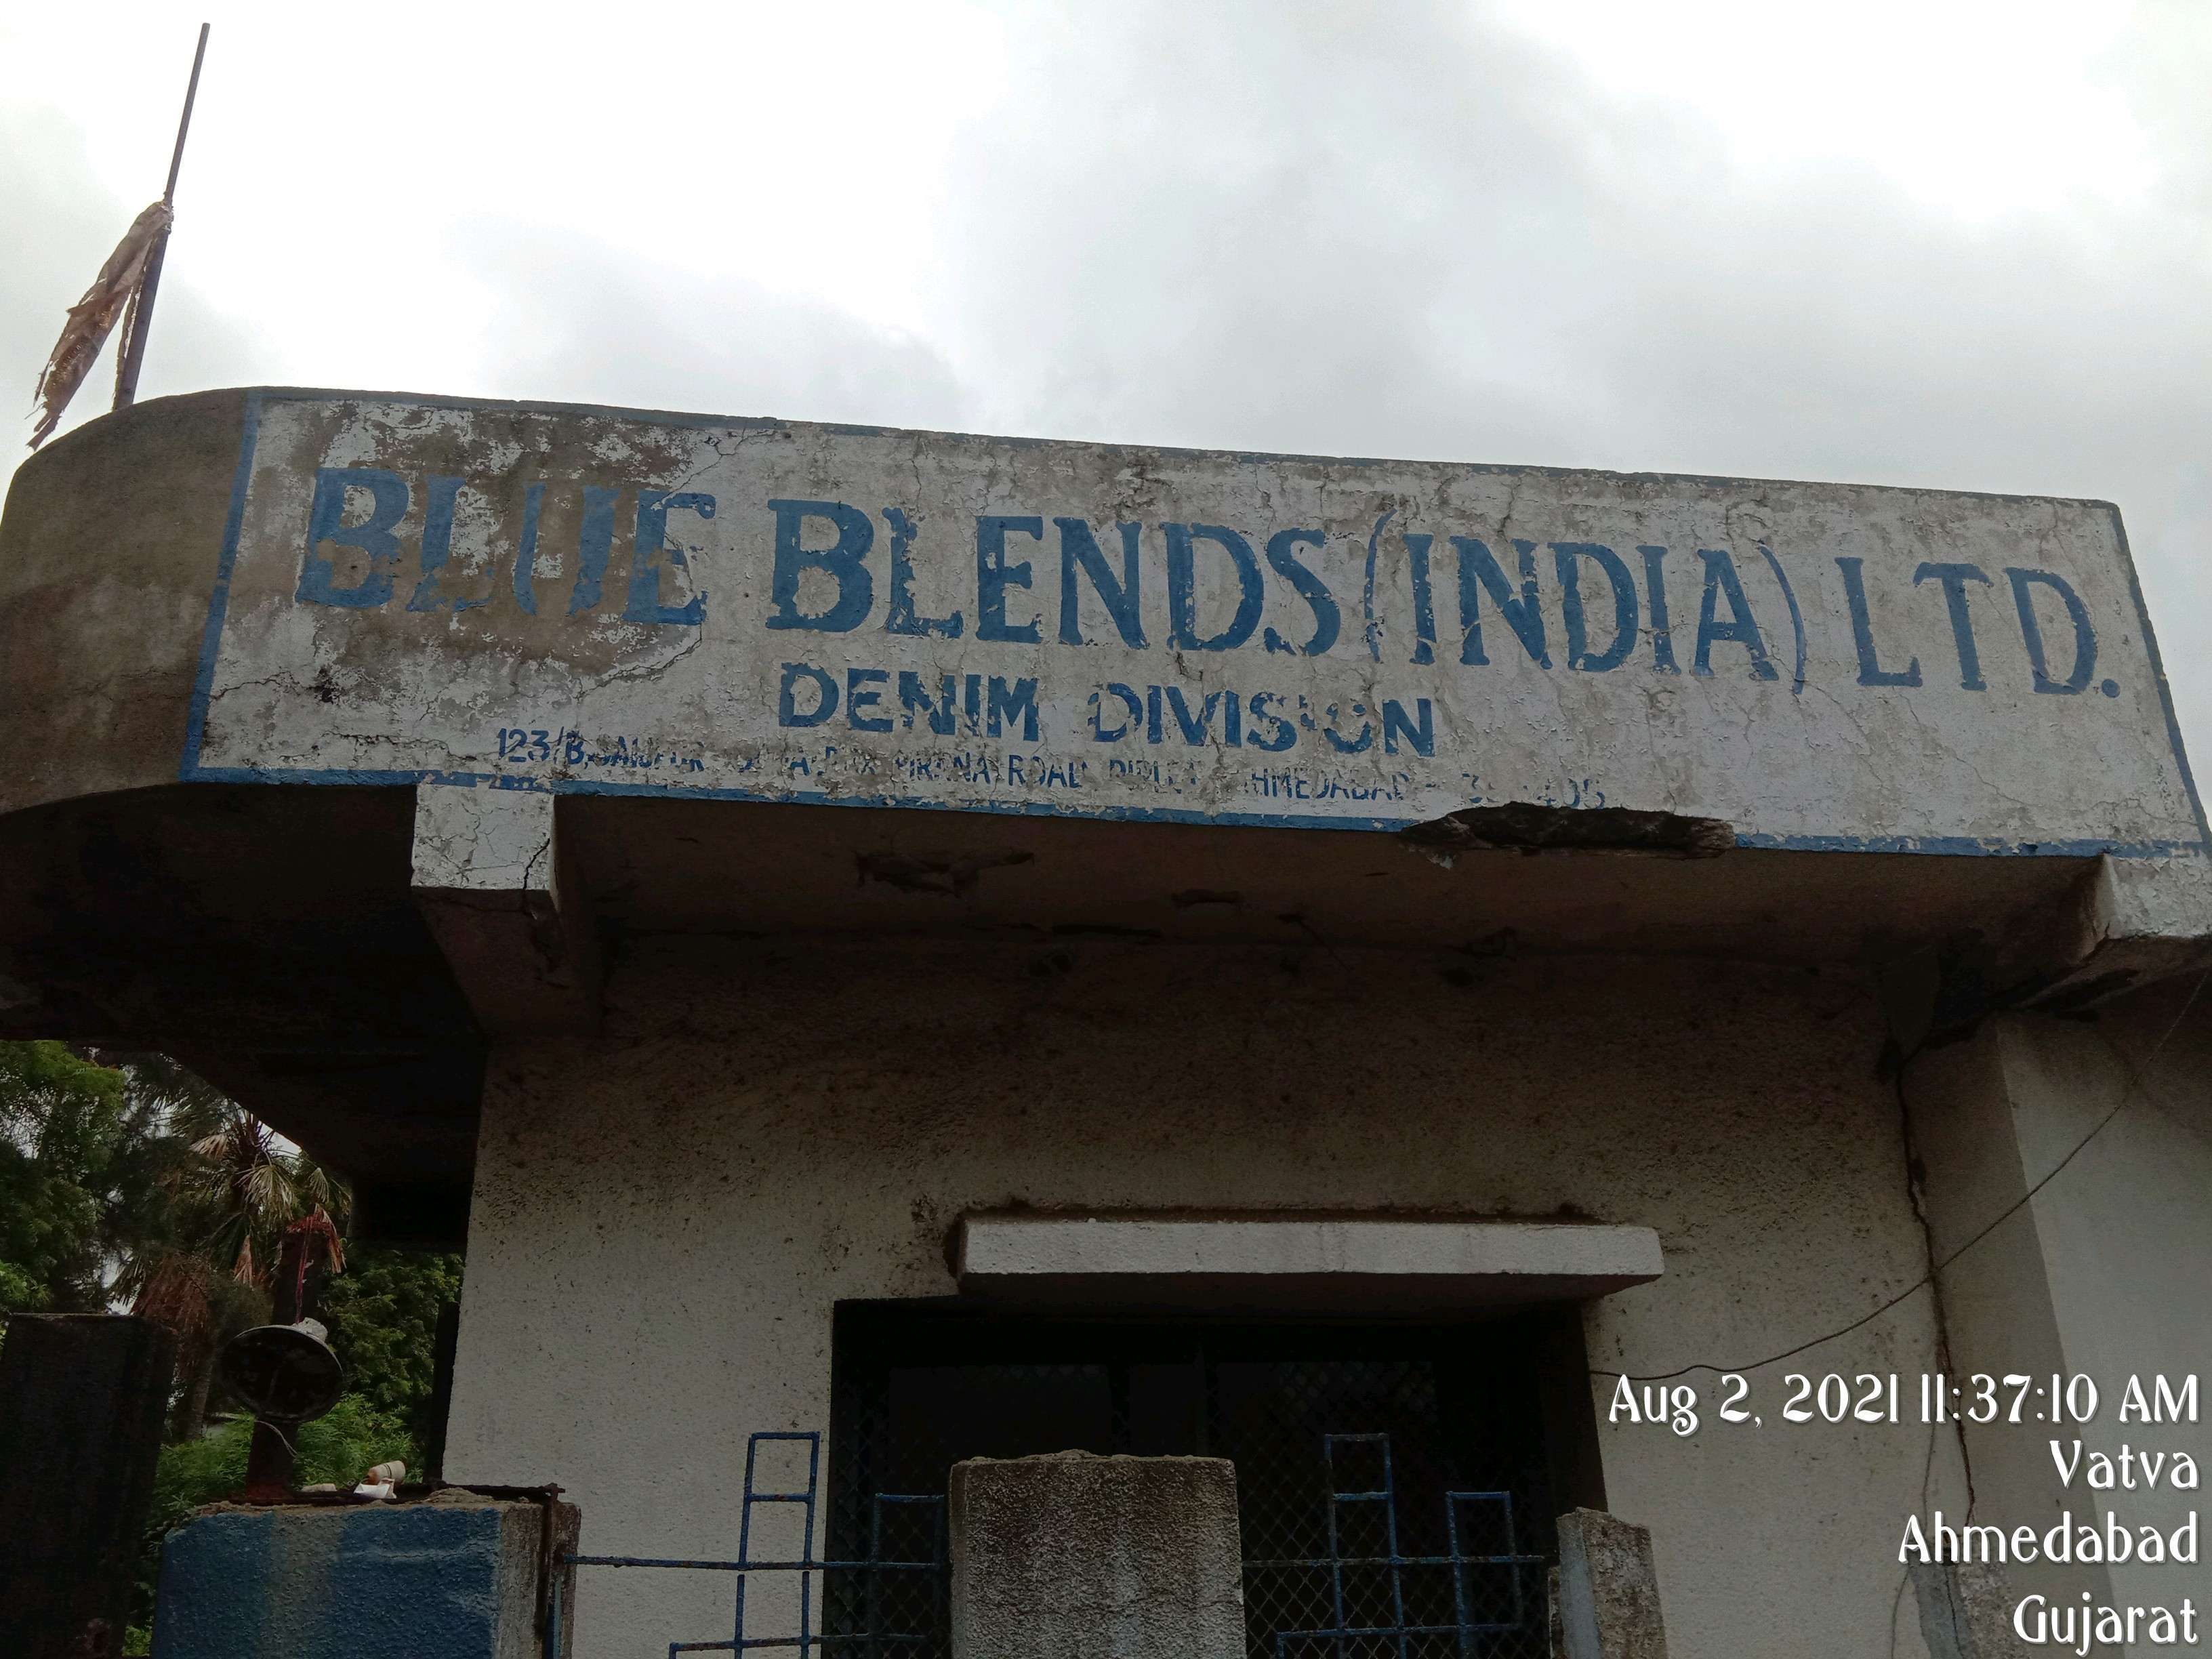 BLUE BLENDS (INDIA) LTD.
DENIM DIVISION
123/B, PIRANA ROAD AHMEDABAD
Aug 2, 2021 11:37:10 AM
Vatva
Ahmedabad
Gujarat